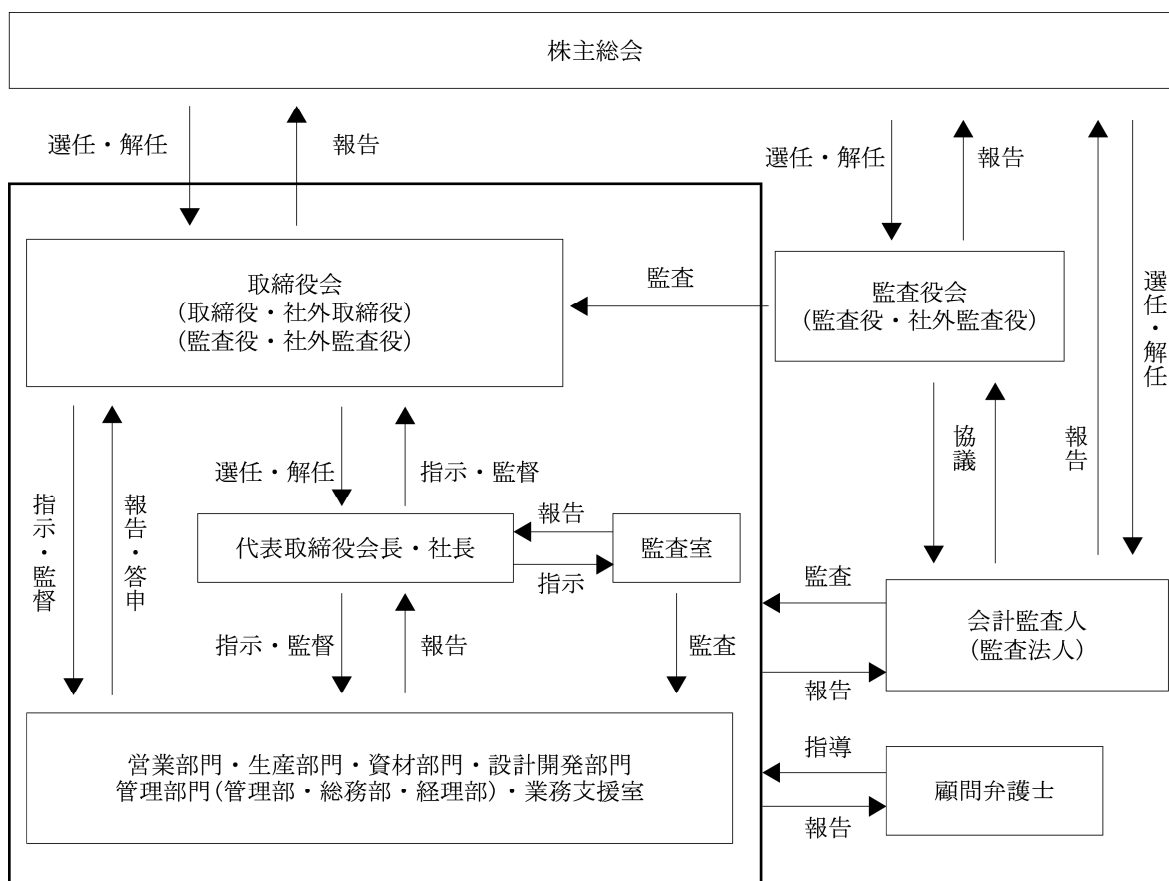 株主総会
選任・解任
報告
選任・解任
報告
取締役会
(取締役・社外取締役)
(監査役・社外監査役)
監査
監査役会
(監査役・社外監査役)
選任・解任
指示・監督
報告・答申
選任・解任
指示・監督
協議
報告
代表取締役会長・社長
報告
指示
監査室
監査
会計監査人
(監査法人)
報告
指示・監督
報告
監査
営業部門・生産部門・資材部門・設計開発部門
管理部門(管理部・総務部・経理部)・業務支援室
指導
顧問弁護士
報告